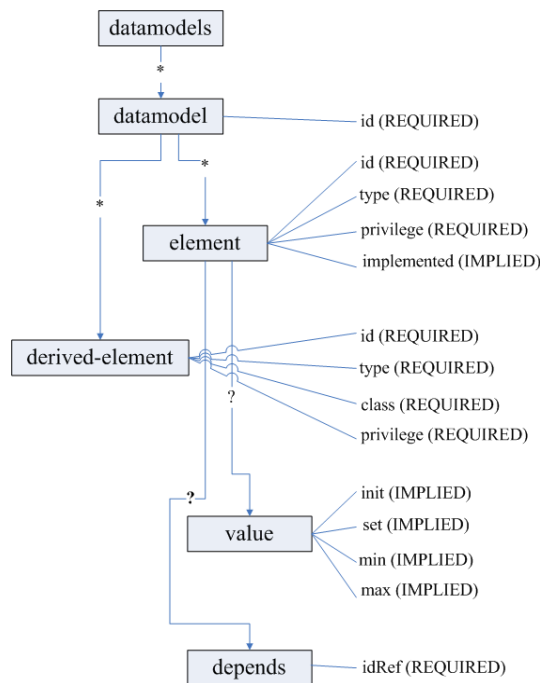 datamodels
*
datamodel
id (REQUIRED)
*
*
id (REQUIRED)
type (REQUIRED)
privilege (REQUIRED)
implemented (IMPLIED)
element
derived-element
id (REQUIRED)
type (REQUIRED)
class (REQUIRED)
privilege (REQUIRED)
?
?
value
init (IMPLIED)
set (IMPLIED)
min (IMPLIED)
max (IMPLIED)
depends
idRef (REQUIRED)